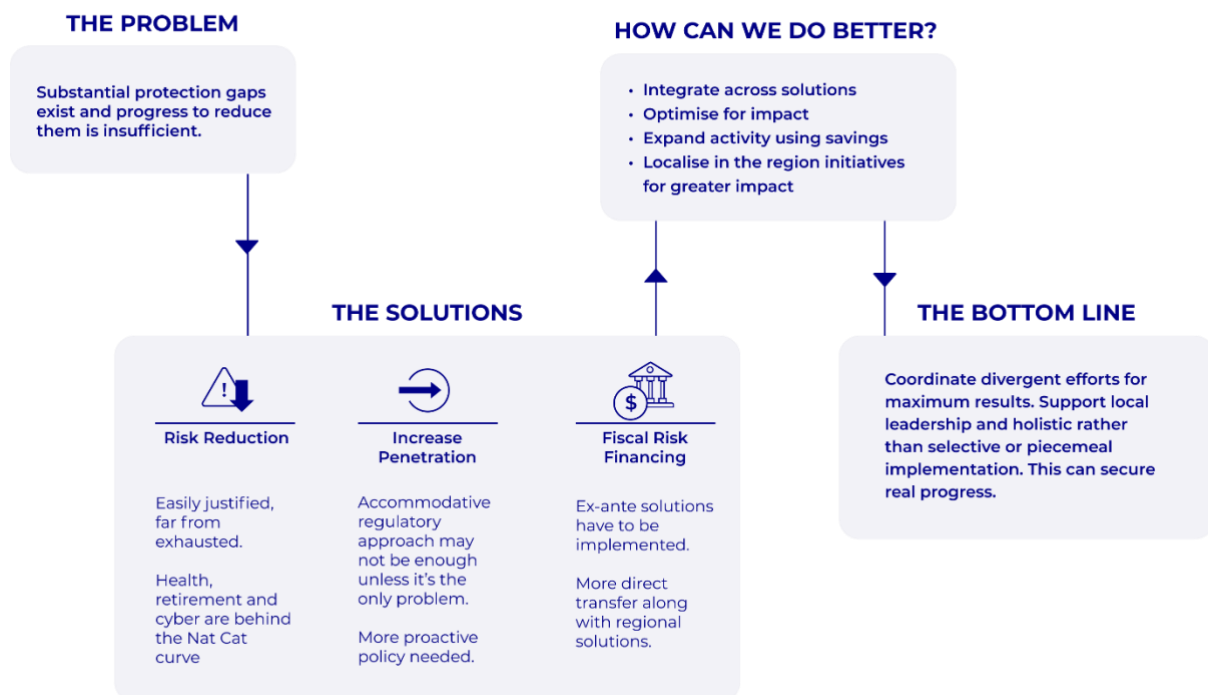 THE PROBLEM
Substantial protection gaps
exist and progress to reduce
them is insufficient.
THE SOLUTIONS
!
Risk Reduction
Easily justified,
far from
exhausted.
Health,
retirement and
cyber are behind
the Nat Cat
curve
Increase
Penetration
Accommodative
regulatory
approach may
not be enough
unless it's the
only problem.
More proactive
policy needed.
$
Fiscal Risk
Financing
Ex-ante solutions
have to be
implemented.
More direct
transfer along
with regional
solutions.
HOW CAN WE DO BETTER?
• Integrate across solutions
• Optimise for impact
• Expand activity using savings
• Localise in the region initiatives
for greater impact
THE BOTTOM LINE
Coordinate divergent efforts for
maximum results. Support local
leadership and holistic rather
than selective or piecemeal
implementation. This can secure
real progress.